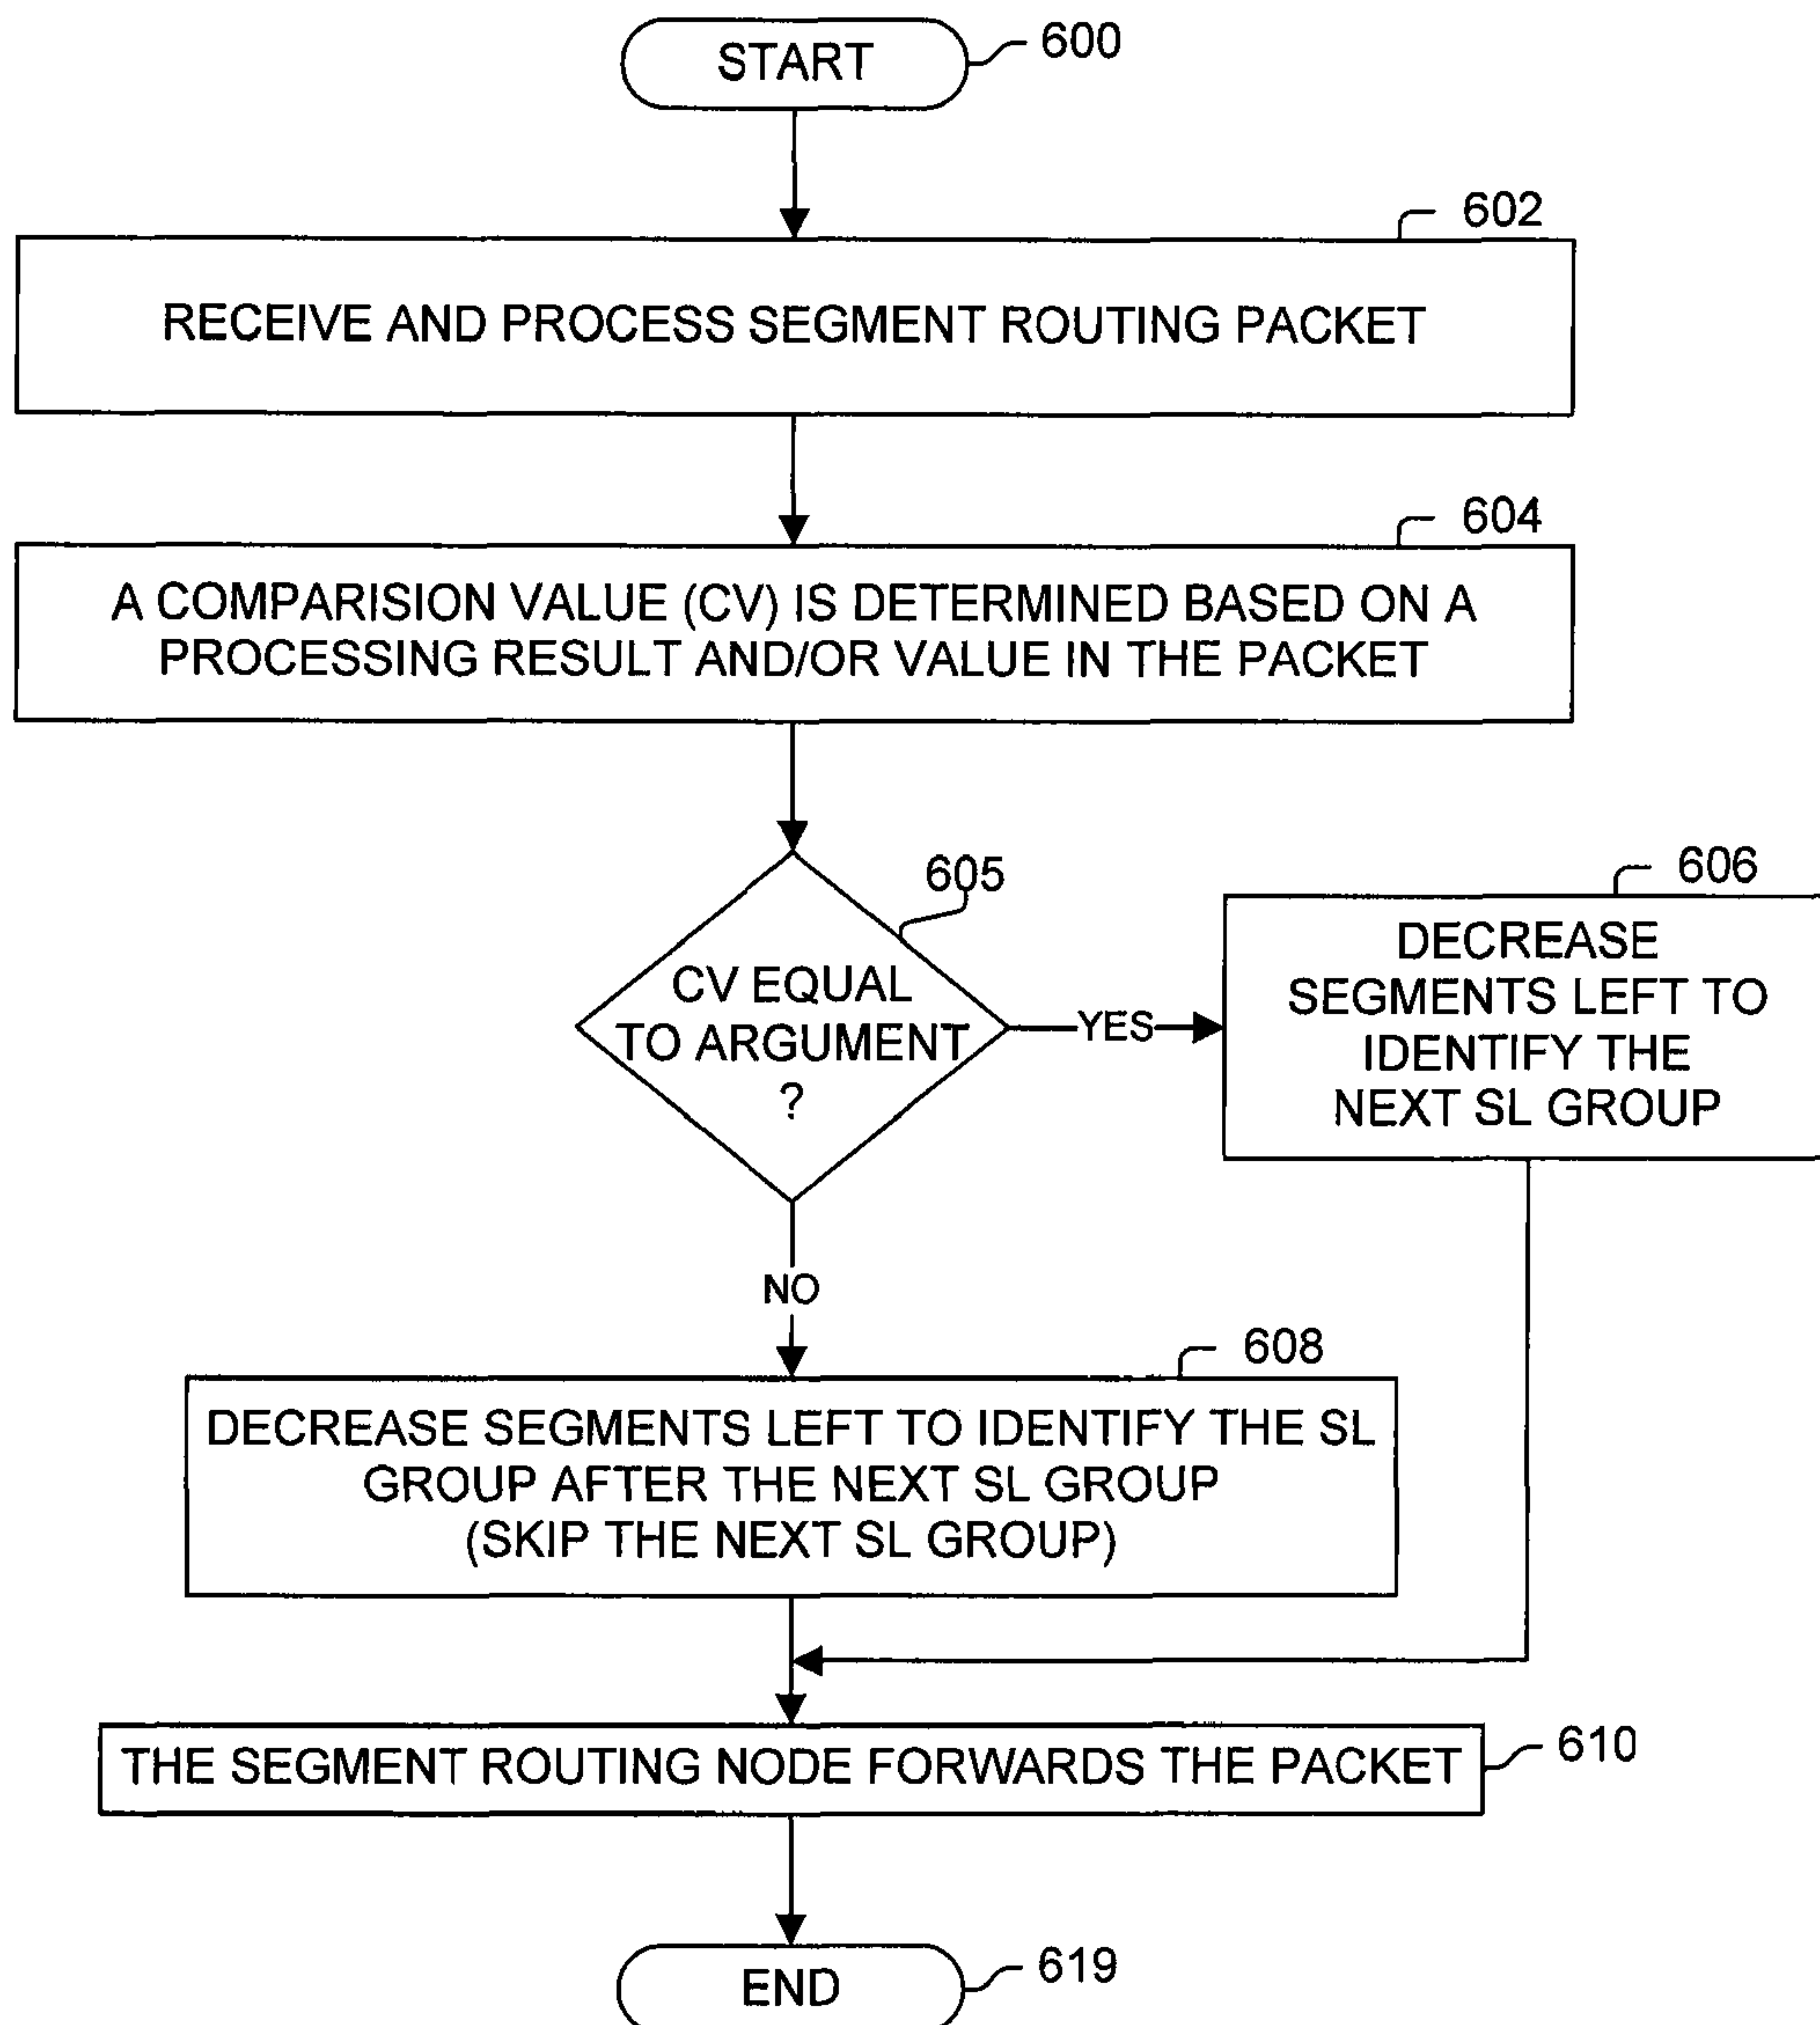 START
600
602
RECEIVE AND PROCESS SEGMENT ROUTING PACKET
604
A COMPARISION VALUE (CV) IS DETERMINED BASED ON A
PROCESSING RESULT AND/OR VALUE IN THE PACKET
605
CV EQUAL
TO ARGUMENT
?
YES
606
DECREASE
SEGMENTS LEFT TO
IDENTIFY THE
NEXT SL GROUP
NO
608
DECREASE SEGMENTS LEFT TO IDENTIFY THE SL
GROUP AFTER THE NEXT SL GROUP
(SKIP THE NEXT SL GROUP)
THE SEGMENT ROUTING NODE FORWARDS THE PACKET
610
END
619